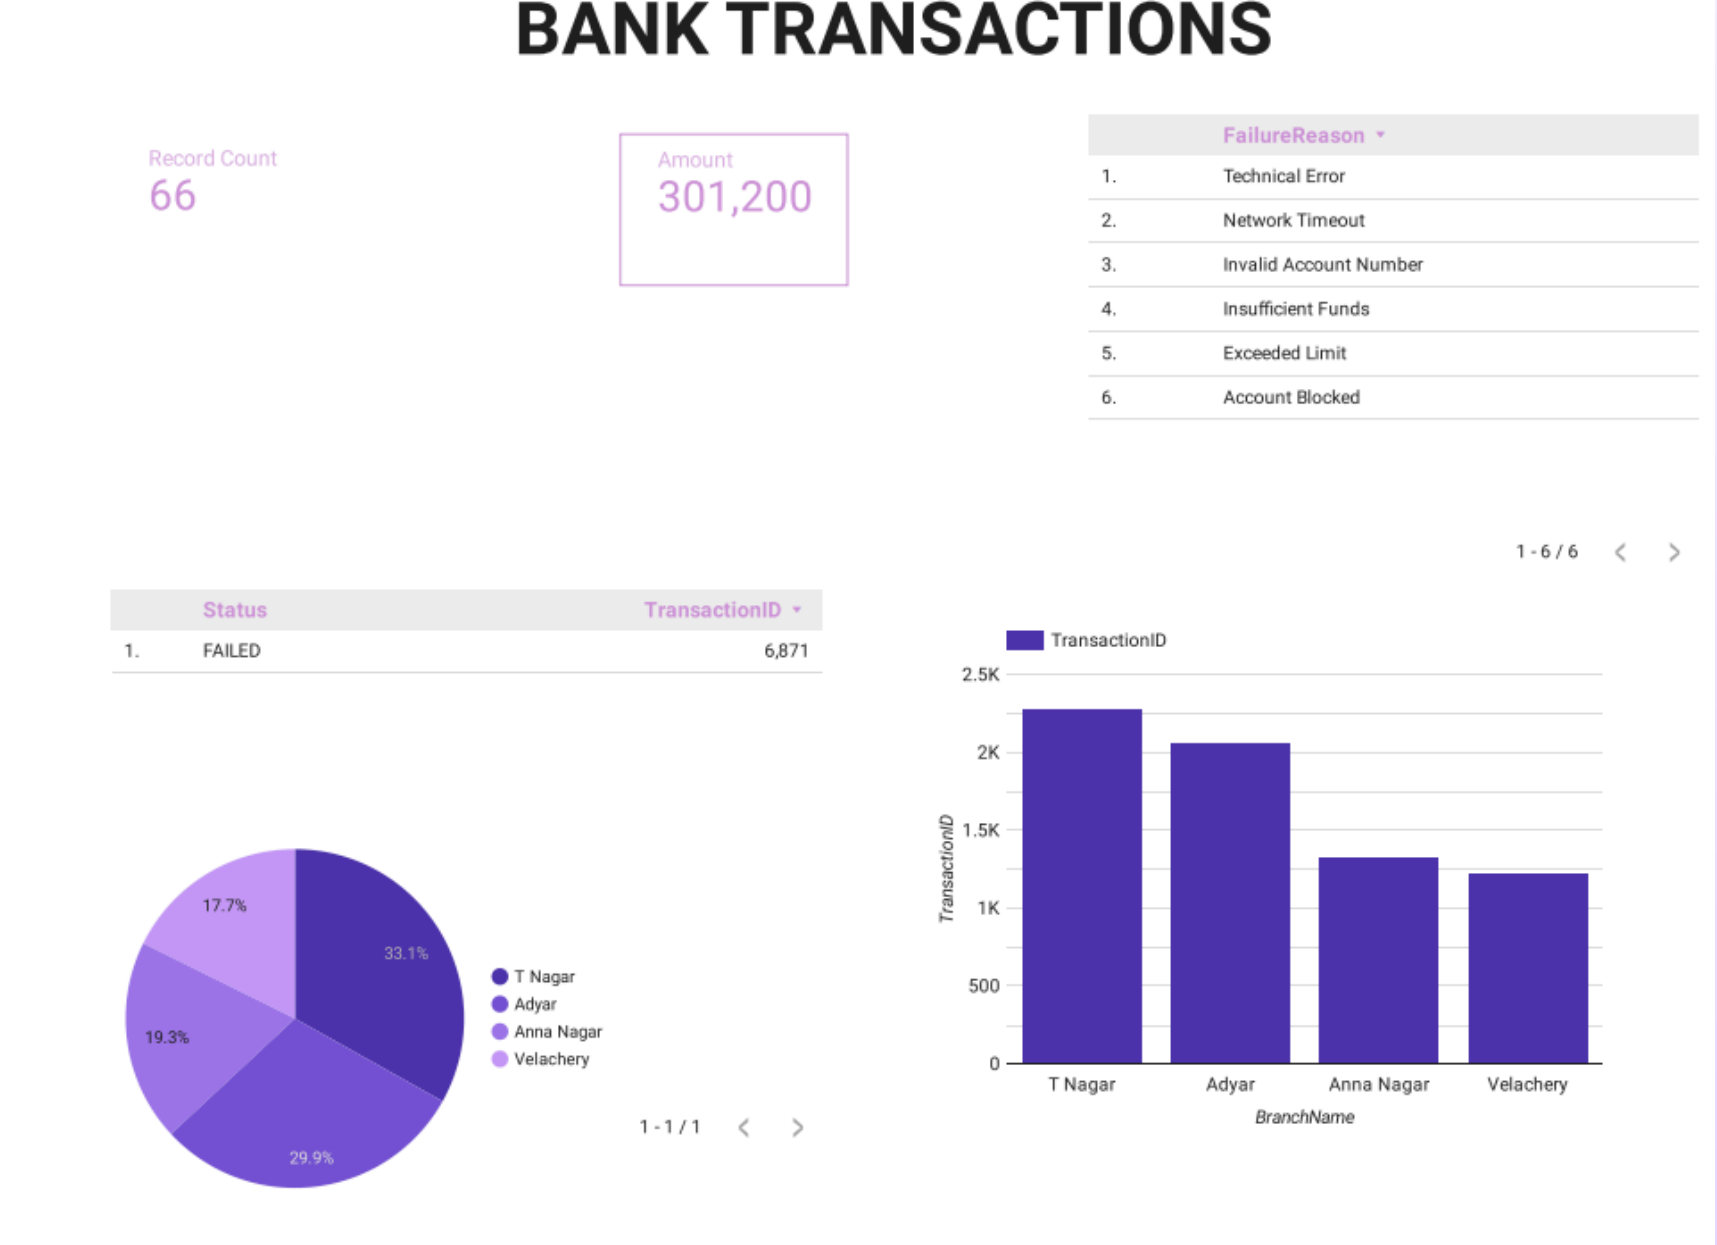 BANK TRANSACTIONS
Record Count
66
Amount
301,200
FailureReason
1. Technical Error
2. Network Timeout
3. Invalid Account Number
4. Insufficient Funds
5. Exceeded Limit
6. Account Blocked
1 - 6 / 6
Status TransactionID
1. FAILED 6,871
17.7%
33.1%
19.3%
29.9%
T Nagar
Adyar
Anna Nagar
Velachery
1 - 1 / 1
TransactionID
2.5K
2K
1.5K
1K
500
0
TransactionID
T Nagar Adyar Anna Nagar Velachery
BranchName